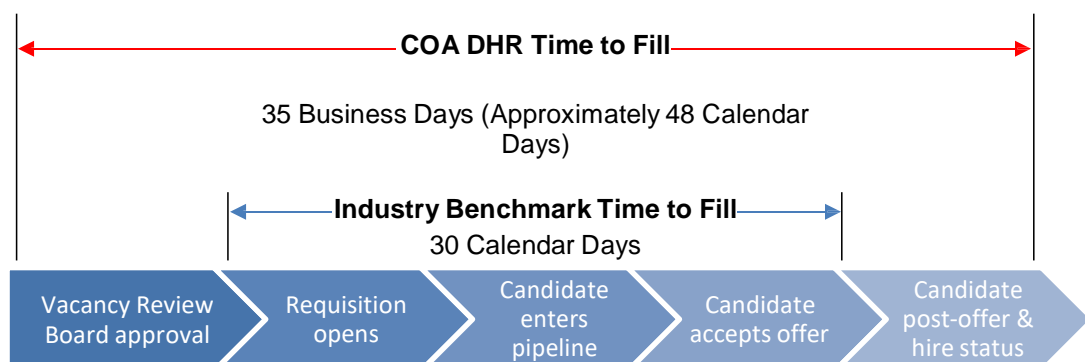 COA DHR Time to Fill
35 Business Days (Approximately 48 Calendar
Days)
Industry Benchmark Time to Fill
30 Calendar Days
Vacancy Review
Board approval
Requisition
opens
Candidate
enters
pipeline
Candidate
accepts offer
Candidate
post-offer &
hire status